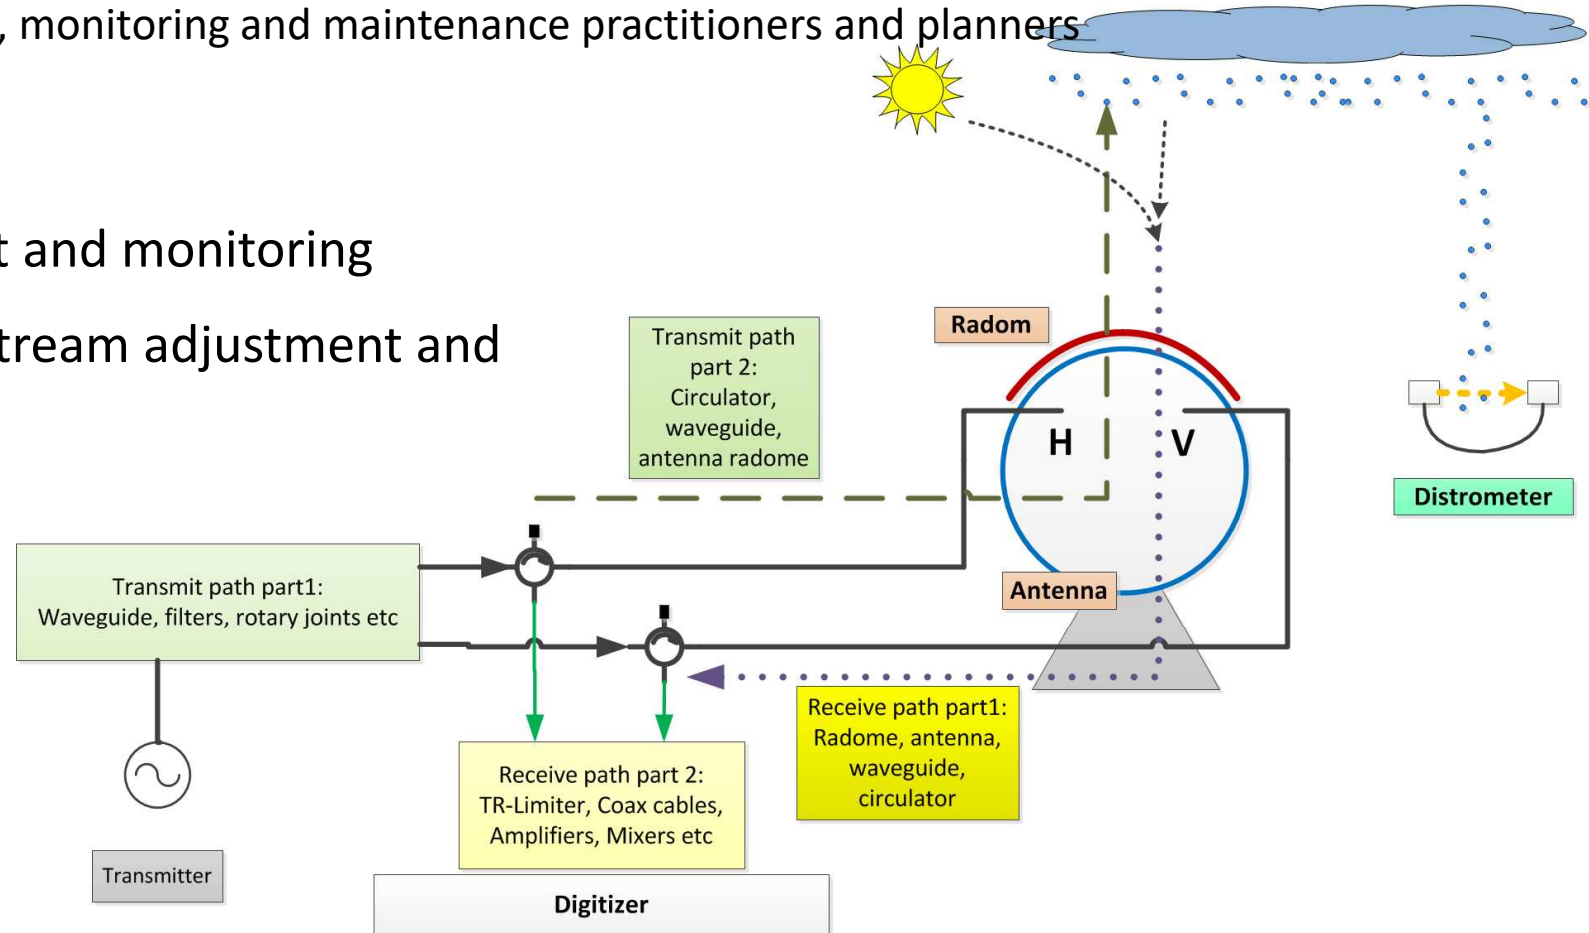 , monitoring and maintenance practitioners and planners
t and monitoring
tream adjustment and
Radom
Transmit path
part 2:
Circulator,
waveguide,
antenna radome
H
V
Distrometer
Transmit path part1:
Waveguide, filters, rotary joints etc
Antenna
Receive path part1:
Radome, antenna,
waveguide,
circulator
Receive path part 2:
TR-Limiter, Coax cables,
Amplifiers, Mixers etc
Transmitter
Digitizer